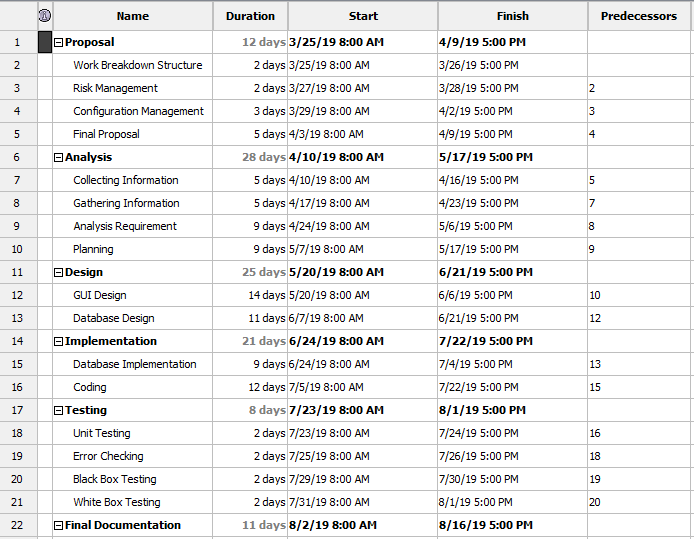 Name Duration Start Finish Predecessors
1 Proposal 12 days 3/25/19 8:00 AM 4/9/19 5:00 PM
2 Work Breakdown Structure 2 days 3/25/19 8:00 AM 3/26/19 5:00 PM
3 Risk Management 2 days 3/27/19 8:00 AM 3/28/19 5:00 PM 2
4 Configuration Management 3 days 3/29/19 8:00 AM 4/2/19 5:00 PM 3
5 Final Proposal 5 days 4/3/19 8:00 AM 4/9/19 5:00 PM 4
6 Analysis 28 days 4/10/19 8:00 AM 5/17/19 5:00 PM
7 Collecting Information 5 days 4/10/19 8:00 AM 4/16/19 5:00 PM 5
8 Gathering Information 5 days 4/17/19 8:00 AM 4/23/19 5:00 PM 7
9 Analysis Requirement 9 days 4/24/19 8:00 AM 5/6/19 5:00 PM 8
10 Planning 9 days 5/7/19 8:00 AM 5/17/19 5:00 PM 9
11 Design 25 days 5/20/19 8:00 AM 6/21/19 5:00 PM
12 GUI Design 14 days 5/20/19 8:00 AM 6/6/19 5:00 PM 10
13 Database Design 11 days 6/7/19 8:00 AM 6/21/19 5:00 PM 12
14 Implementation 21 days 6/24/19 8:00 AM 7/22/19 5:00 PM
15 Database Implementation 9 days 6/24/19 8:00 AM 7/4/19 5:00 PM 13
16 Coding 12 days 7/5/19 8:00 AM 7/22/19 5:00 PM 15
17 Testing 8 days 7/23/19 8:00 AM 8/1/19 5:00 PM
18 Unit Testing 2 days 7/23/19 8:00 AM 7/24/19 5:00 PM 16
19 Error Checking 2 days 7/25/19 8:00 AM 7/26/19 5:00 PM 18
20 Black Box Testing 2 days 7/29/19 8:00 AM 7/30/19 5:00 PM 19
21 White Box Testing 2 days 7/31/19 8:00 AM 8/1/19 5:00 PM 20
22 Final Documentation 11 days 8/2/19 8:00 AM 8/16/19 5:00 PM